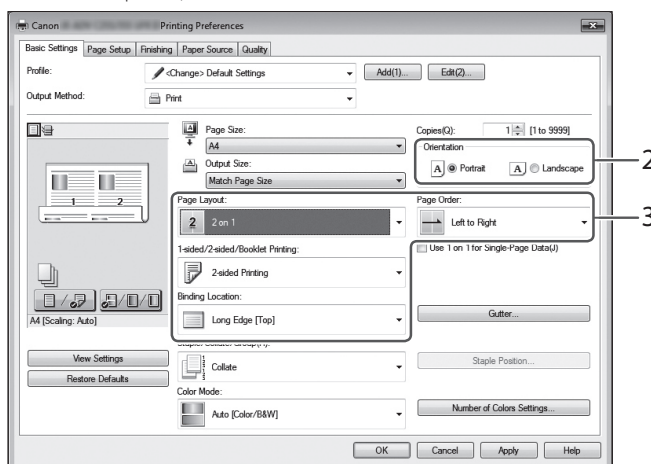 Canon Printing Preferences
Basic Settings Page Setup Finishing Paper Source Quality
Profile: <Change> Default Settings Add(1)... Edit(2)...
Output Method: Print
Page Size:
A4
Output Size:
Match Page Size
Copies(Q): 1 [1 to 9999]
Orientation
A Portrait A Landscape
2
Page Layout:
2 2 on 1
Page Order:
Left to Right
3
1 2
1-sided/2-sided/Booklet Printing:
2-sided Printing
Use 1 on 1 for Single-Page Data(J)
Binding Location:
Long Edge [Top]
Gutter...
A4 [Scaling: Auto]
View Settings
Restore Defaults
Collate
Staple Position...
Color Mode:
Auto [Color/B&W]
Number of Colors Settings...
OK Cancel Apply Help